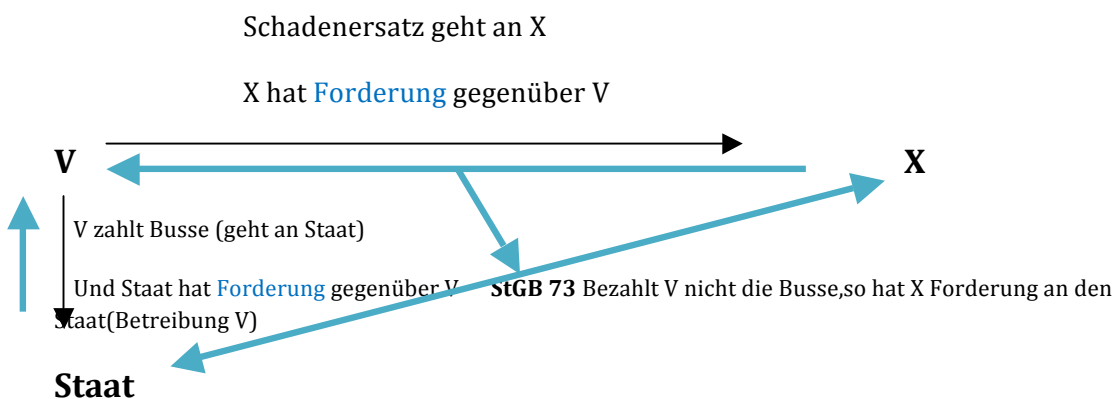 Schadenersatz geht an X
X hat Forderung gegenüber V
V
X
V zahlt Busse (geht an Staat)
Und Staat hat Forderung gegenüber V StGB 73 Bezahlt V nicht die Busse,so hat X Forderung an den
Staat(Betreibung V)
Staat